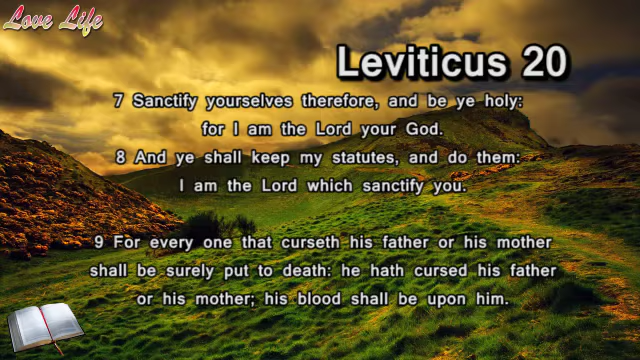 Love Life
Leviticus 20
7 Sanctify yourselves therefore, and be ye holy:
for I am the Lord your God.
8 And ye shall keep my statutes, and do them:
I am the Lord which sanctify you.
9 For every one that curseth his father or his mother
shall be surely put to death: he hath cursed his father
or his mother; his blood shall be upon him.